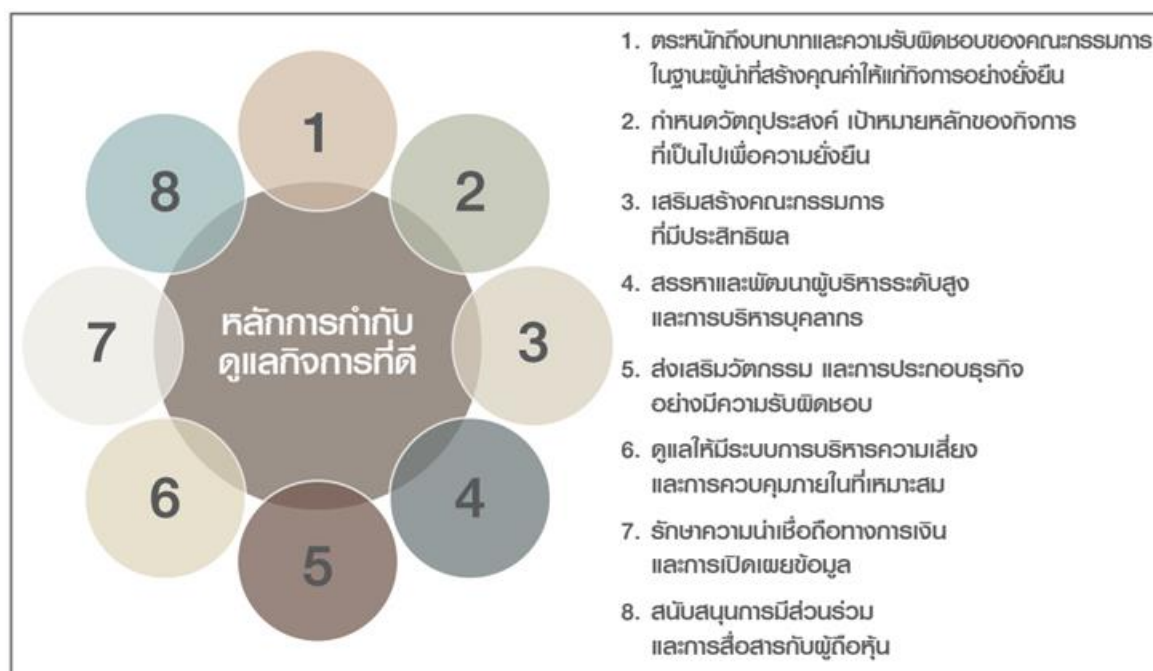 1
2
3
4
5
6
7
8
หลักการกำกับ
ดูแลกิจการที่ดี
1. ตระหนักถึงบทบาทและความรับผิดชอบของคณะกรรมการ
ในฐานะผู้นำที่สร้างคุณค่าให้แก่กิจการอย่างยั่งยืน
2. กำหนดวัตถุประสงค์ เป้าหมายหลักของกิจการ
ที่เป็นไปเพื่อความยั่งยืน
3. เสริมสร้างคณะกรรมการ
ที่มีประสิทธิผล
4. สรรหาและพัฒนาผู้บริหารระดับสูง
และการบริหารบุคลากร
5. ส่งเสริมวัตกรรม และการประกอบธุรกิจ
อย่างมีความรับผิดชอบ
6. ดูแลให้มีระบบการบริหารความเสี่ยง
และการควบคุมภายในที่เหมาะสม
7. รักษาความน่าเชื่อถือทางการเงิน
และการเปิดเผยข้อมูล
8. สนับสนุนการมีส่วนร่วม
และการสื่อสารกับผู้ถือหุ้น